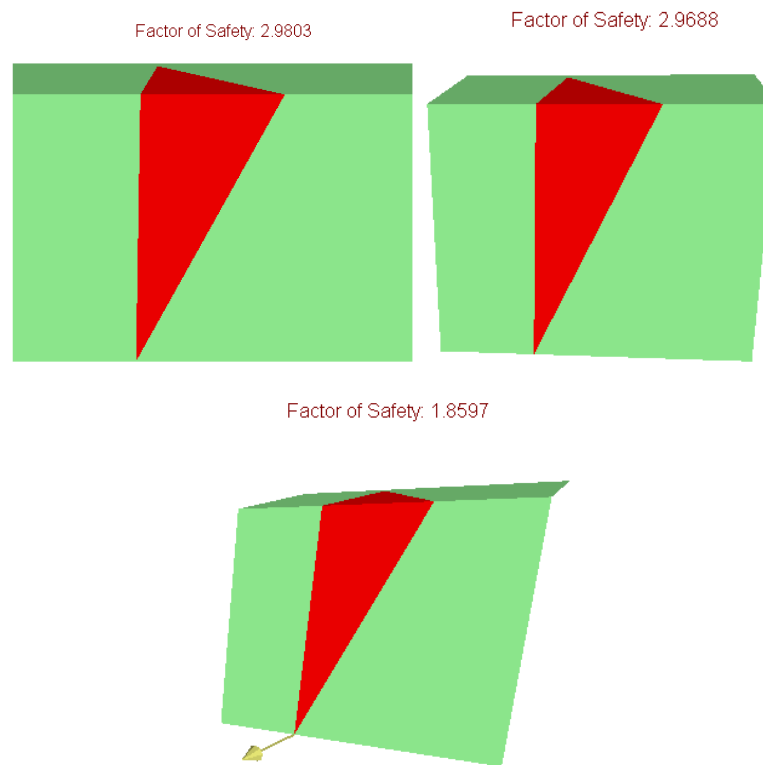 Factor of Safety: 2.9803
Factor of Safety: 2.9688
Factor of Safety: 1.8597